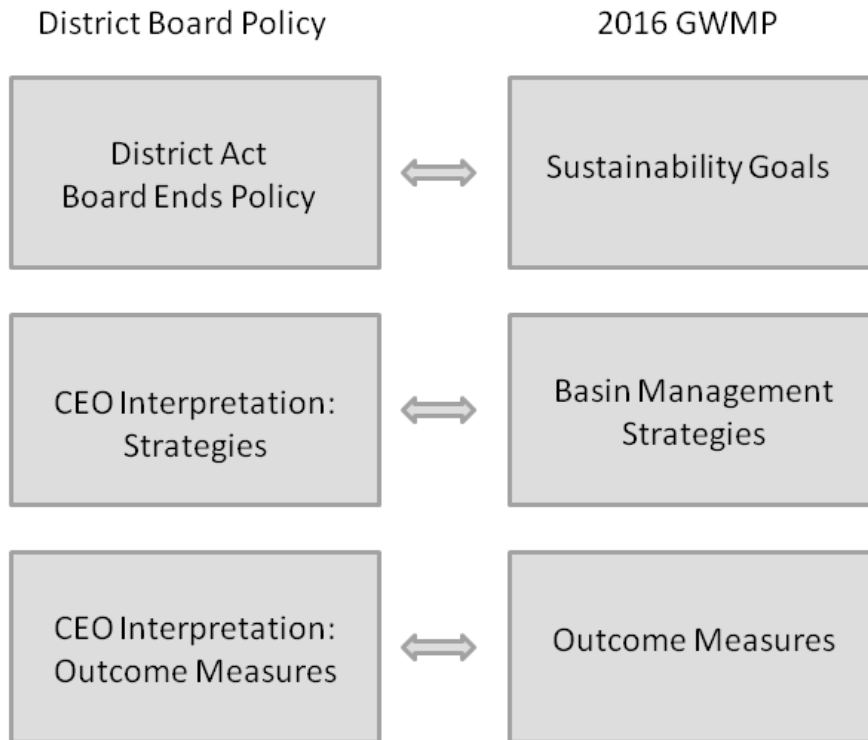 District Board Policy
2016 GWMP
District Act
Board Ends Policy
Sustainability Goals
CEO Interpretation:
Strategies
Basin Management
Strategies
CEO Interpretation:
Outcome Measures
Outcome Measures